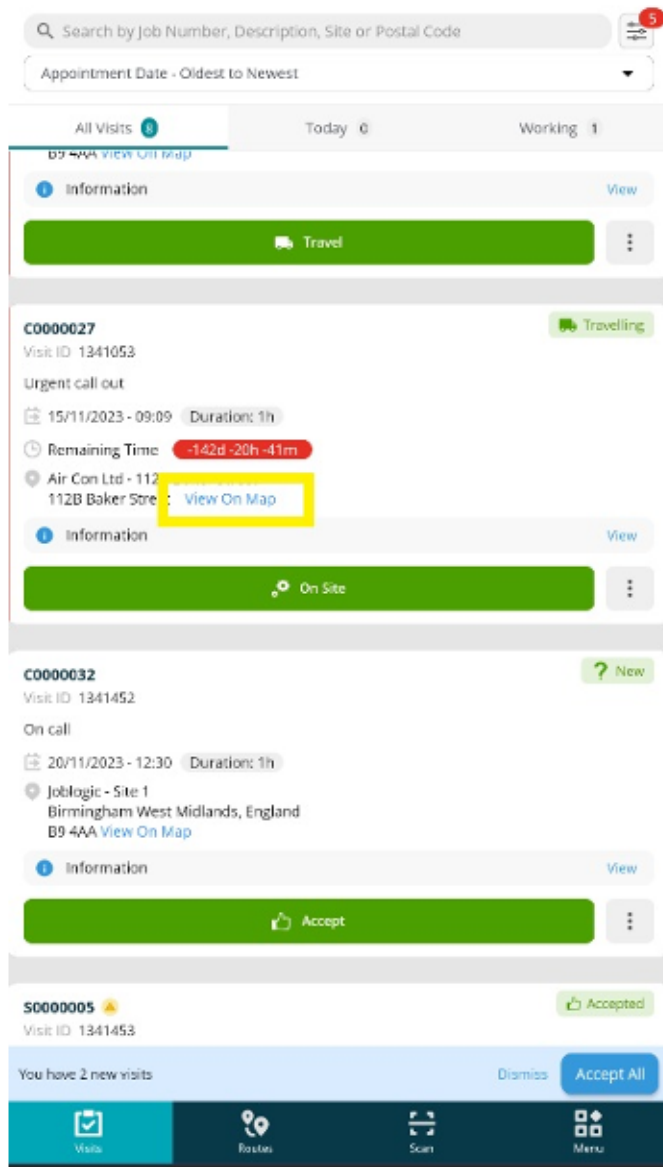 Search by Job Number, Description, Site or Postal Code
5
Appointment Date - Oldest to Newest
All Visits 8 Today 0 Working 1
B9 4AA View On Map
Information View
Travel
C0000027 Travelling
Visit ID 1341053
Urgent call out
15/11/2023 - 09:09 Duration: 1h
Remaining Time -142d -20h -41m
Air Con Ltd - 112
112B Baker Street View On Map
Information View
On Site
C0000032 New
Visit ID 1341452
On call
20/11/2023 - 12:30 Duration: 1h
Joblogic - Site 1
Birmingham West Midlands, England
B9 4AA View On Map
Information View
Accept
S0000005 Accepted
Visit ID 1341453
You have 2 new visits Dismiss Accept All
Visits Routes Scan Menu